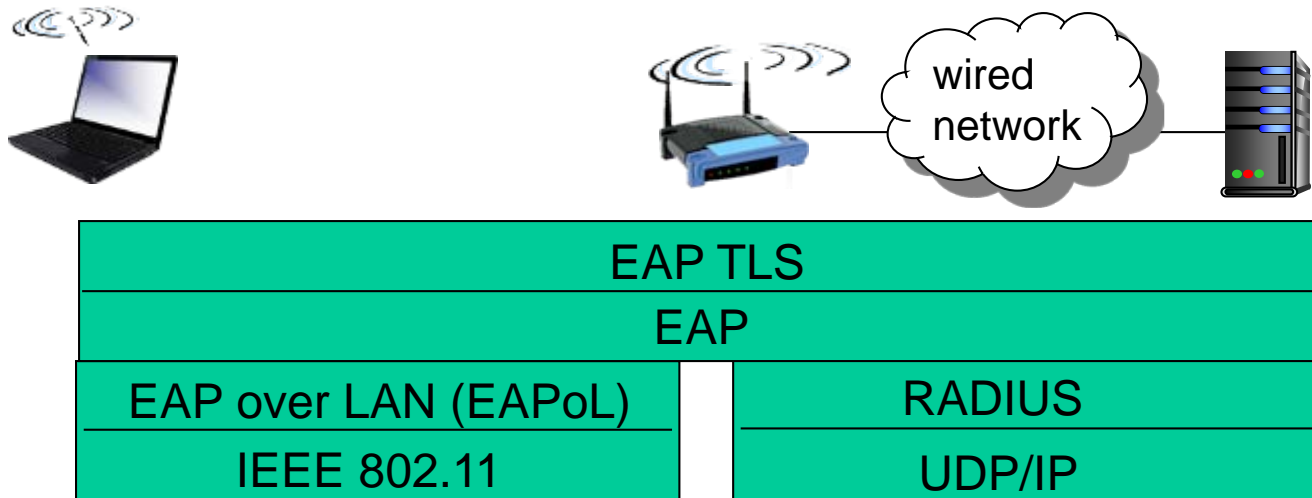 wired
network
EAP TLS
EAP
EAP over LAN (EAPoL)
IEEE 802.11
RADIUS
UDP/IP